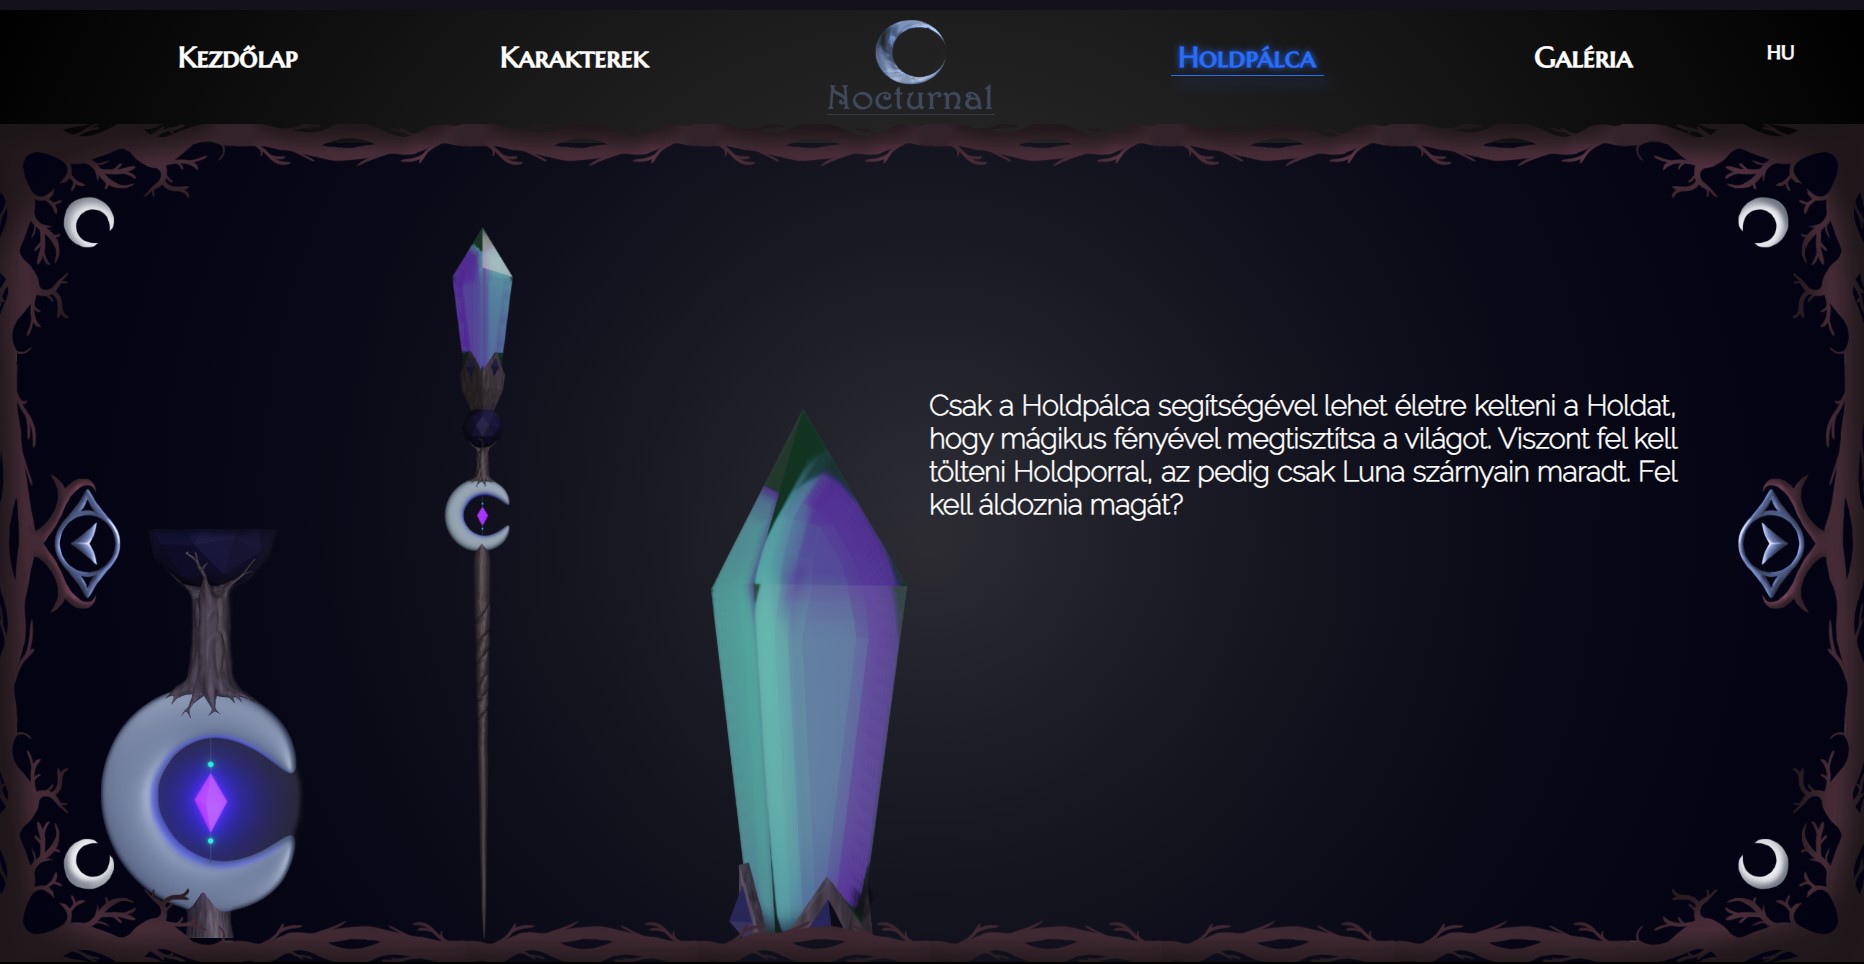 Kezdőlap
Karakterek
Nocturnal
Holdpálca
Galéria
HU
Csak a Holdpálca segítségével lehet életre kelteni a Holdat,
hogy mágikus fényével megtisztítsa a világot. Viszont fel kell
tölteni Holdporral, az pedig csak Luna szárnyain maradt. Fel
kell áldoznia magát?